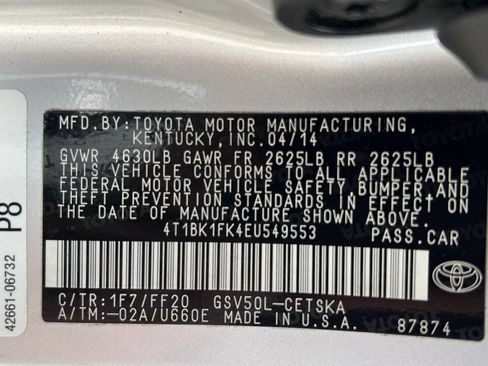 MFD.BY:TOYOTA MOTOR MANUFACTURING,
KENTUCKY,INC.04/14
GVWR 4630LB GAWR FR 2625LB RR 2625LB
THIS VEHICLE CONFORMS TO ALL APPLICABLE
FEDERAL MOTOR VEHICLE SAFETY,BUMPER,AND
THEFT PREVENTION STANDARDS IN EFFECT ON
THE DATE OF MANUFACTURE SHOWN ABOVE.
4T1BK1FK4EU549553 PASS.CAR
C/TR:1F7/FF20 GSV50L-CETSKA
A/TM:-02A/U660E MADE IN U.S.A. 87874
TOYOTA
42661-06732
P8